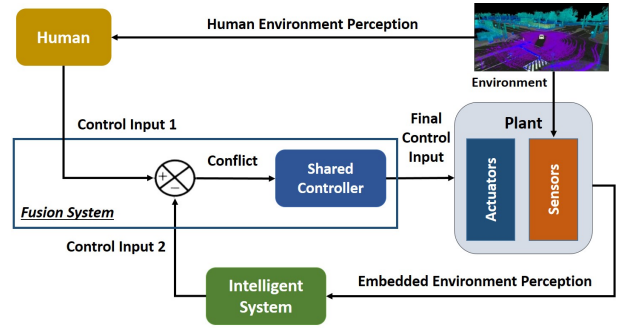 Human
Human Environment Perception
Environment
Control Input 1
Final
Control
Input
Plant
Actuators
Sensors
+
−
Conflict
Shared
Controller
Fusion System
Control Input 2
Intelligent
System
Embedded Environment Perception